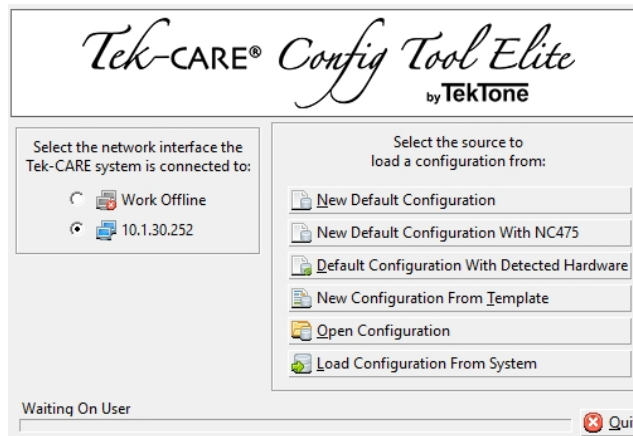 Tek-CARE® Config Tool Elite
by TekTone
Select the network interface the
Tek-CARE system is connected to:
Work Offline
10.1.30.252
Select the source to
load a configuration from:
New Default Configuration
New Default Configuration With NC475
Default Configuration With Detected Hardware
New Configuration From Template
Open Configuration
Load Configuration From System
Waiting On User
Qui